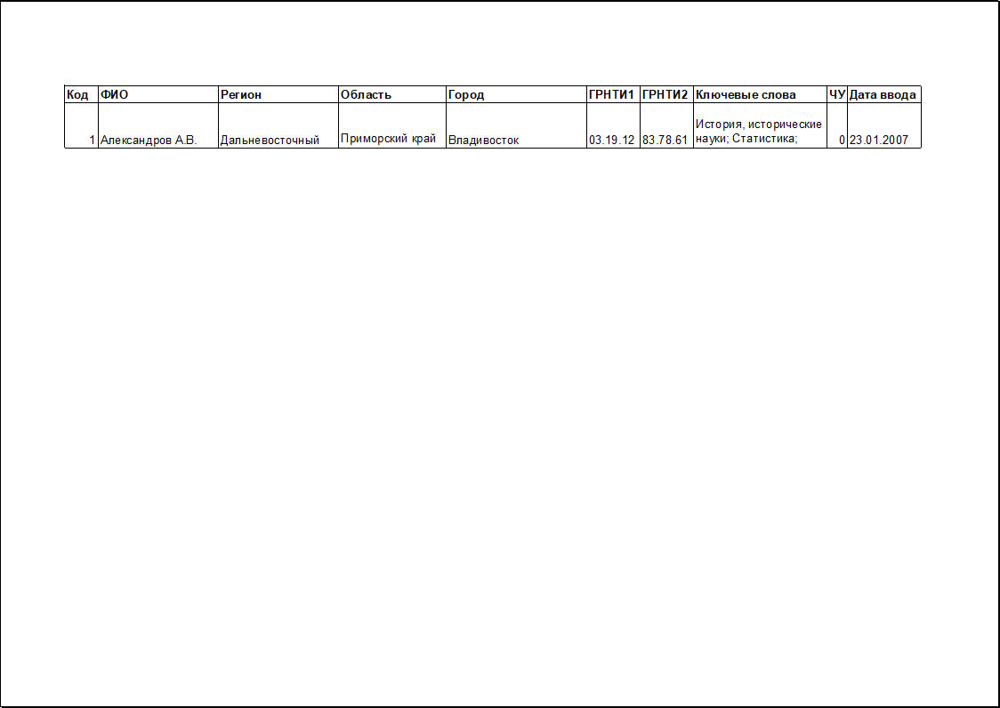 Код ФИО Регион Область Город ГРНТИ1 ГРНТИ2 Ключевые слова ЧУ Дата ввода
История, исторические
1 Александров А.В. Дальневосточный Приморский край Владивосток 03.19.12 83.78.61 науки; Статистика; 0 23.01.2007